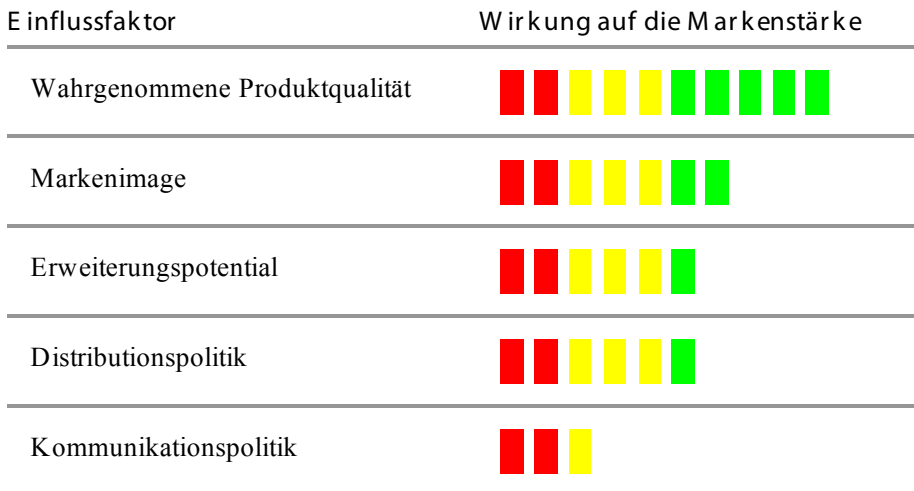 Einflussfaktor Wirkung auf die Markenstärke
Wahrgenommene Produktqualität
Markenimage
Erweiterungspotential
Distributionspolitik
Kommunikationspolitik